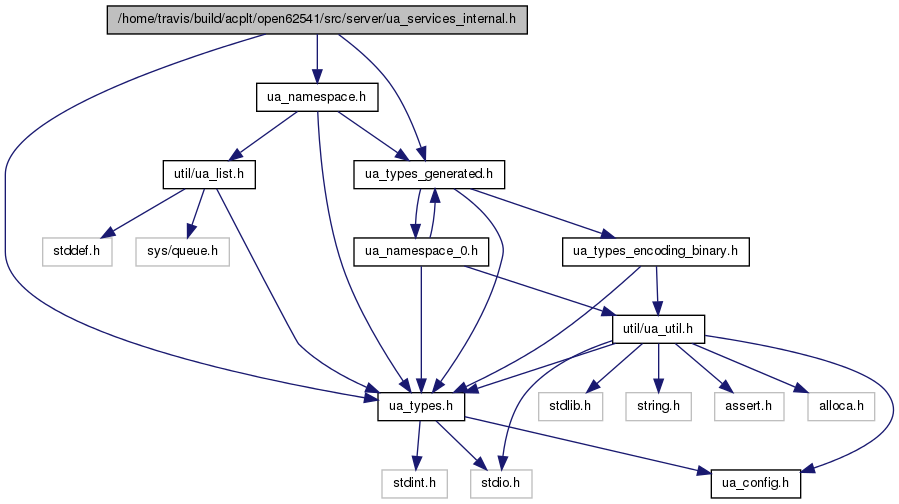 /home/travis/build/acplt/open62541/src/server/ua_services_internal.h
ua_namespace.h
util/ua_list.h
ua_types_generated.h
stddef.h
sys/queue.h
ua_namespace_0.h
ua_types_encoding_binary.h
util/ua_util.h
ua_types.h
stdlib.h
string.h
assert.h
alloca.h
stdint.h
stdio.h
ua_config.h